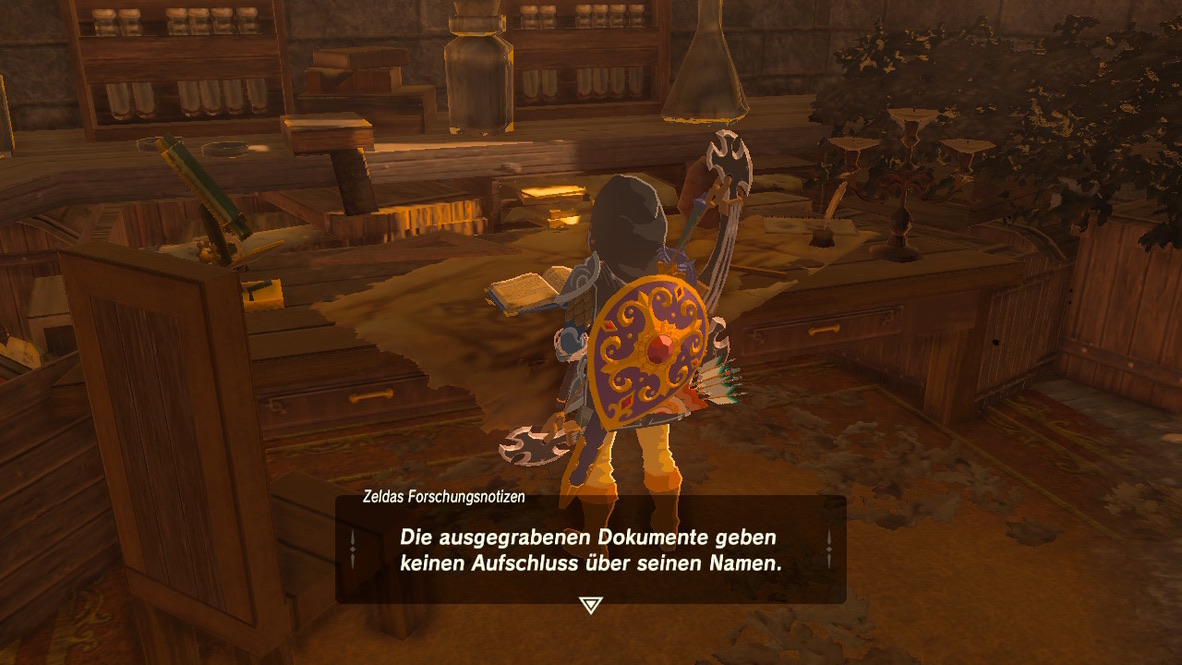 Zeldas Forschungsnotizen
Die ausgegrabenen Dokumente geben
keinen Aufschluss über seinen Namen.